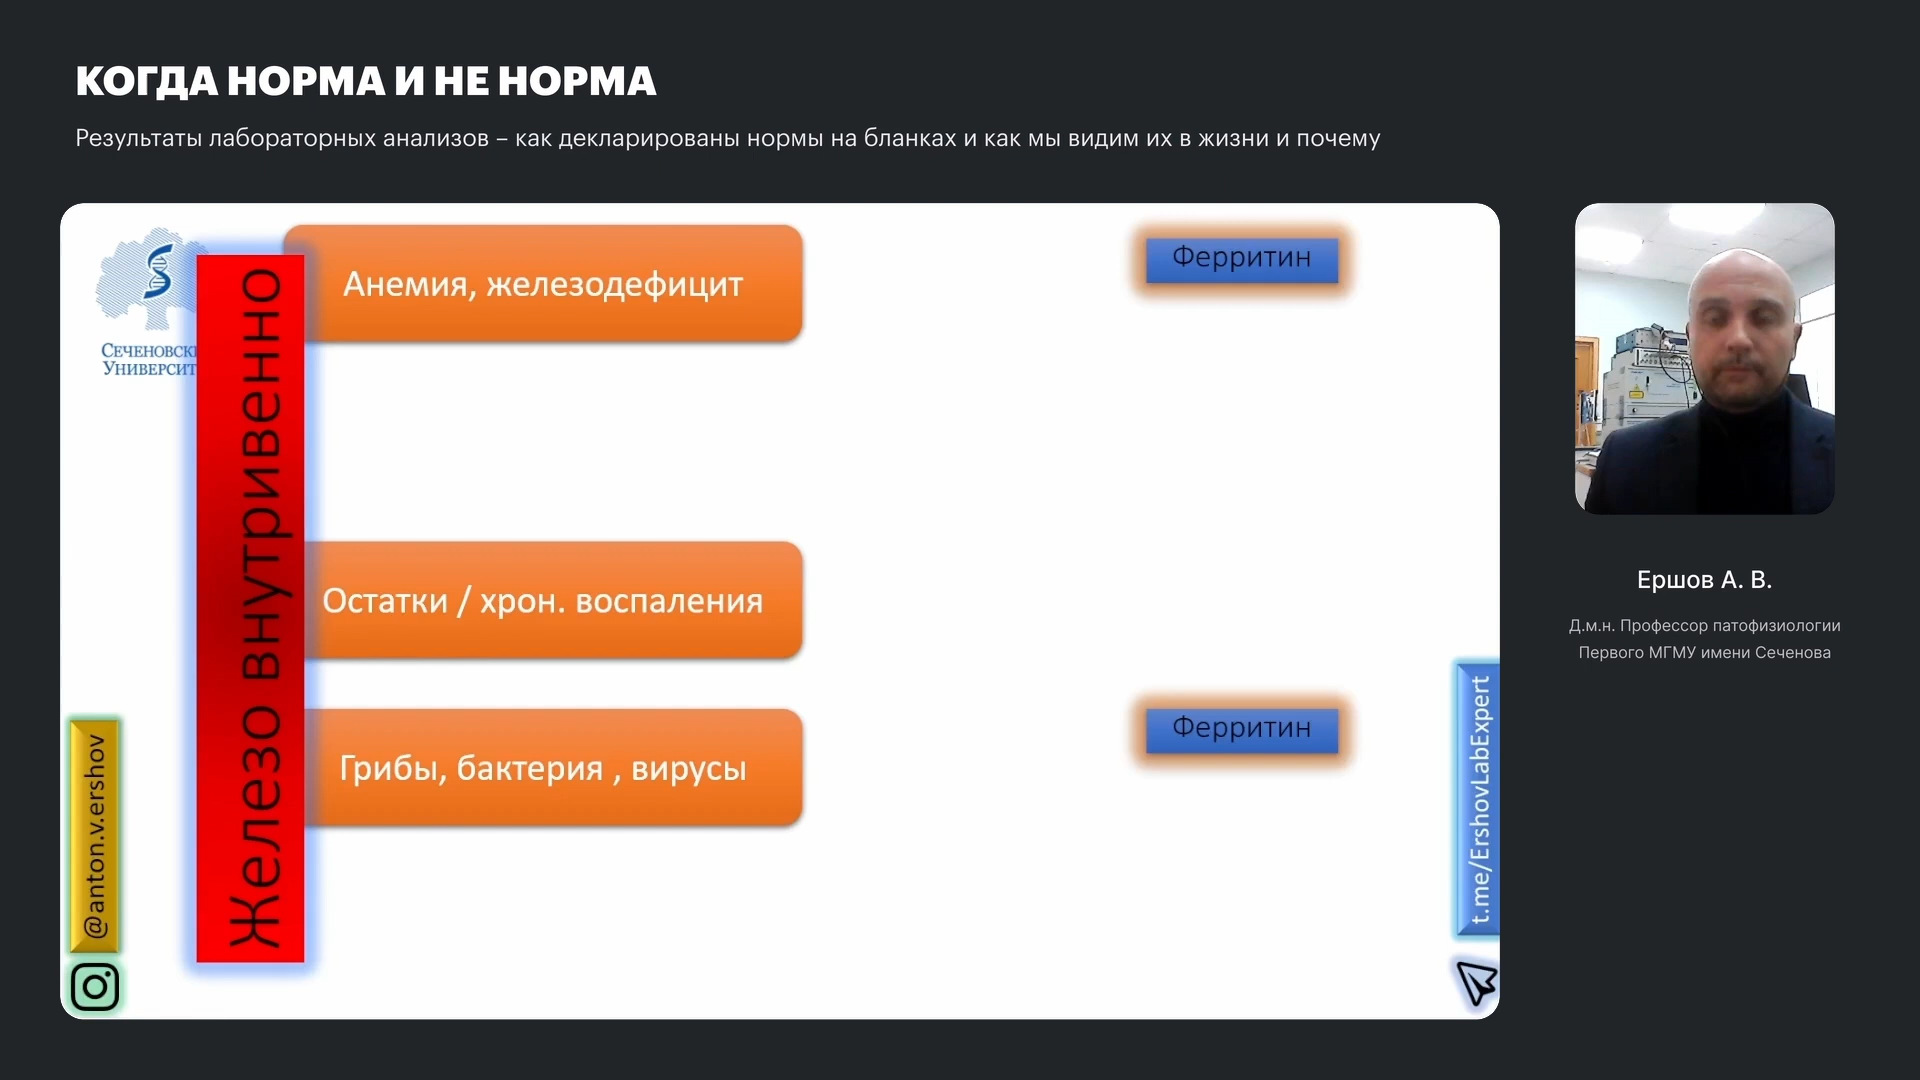 КОГДА НОРМА И НЕ НОРМА
Результаты лабораторных анализов – как декларированы нормы на бланках и как мы видим их в жизни и почему
СЕЧЕНОВСК
УНИВЕРСИТ
Железо внутривенно
Анемия, железодефицит
Ферритин
Остатки / хрон. воспаления
Грибы, бактерия , вирусы
Ферритин
@anton.v.ershov
t.me/ErshovLabExpert
Ершов А. В.
Д.м.н. Профессор патофизиологии
Первого МГМУ имени Сеченова